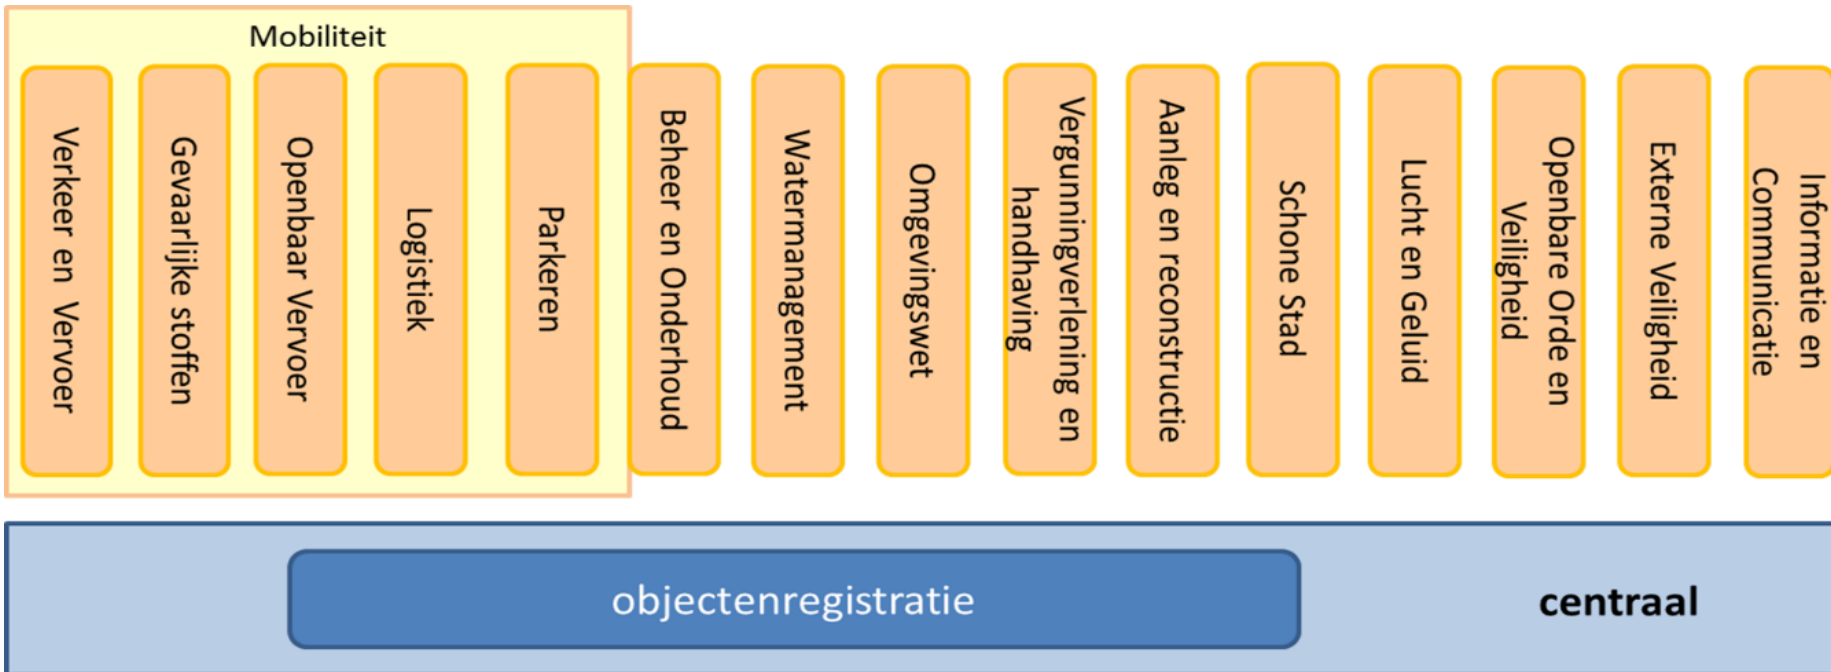 Mobiliteit
Verkeer en Vervoer
Gevaarlijke stoffen
Openbaar Vervoer
Logistiek
Parkeren
Beheer en Onderhoud
Watermanagement
Omgevingswet
Vergunningverlening en
handhaving
Aanleg en reconstructie
Schone Stad
Lucht en Geluid
Openbare Orde en
Veiligheid
Externe Veiligheid
Informatie en
Communicatie
objectenregistratie
centraal